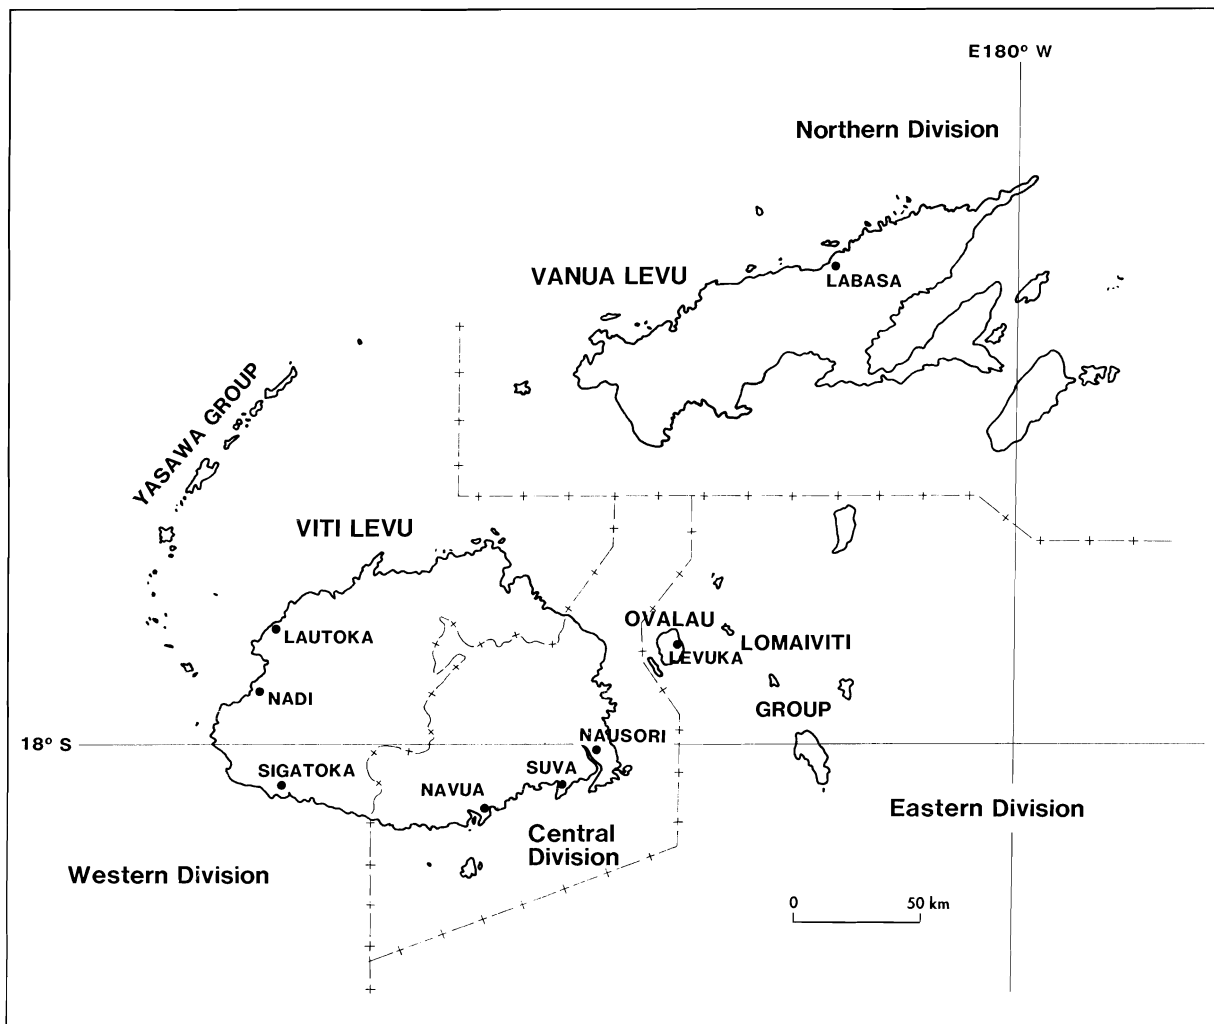 E180° W
Northern Division
VANUA LEVU
LABASA
YASAWA GROUP
VITI LEVU
OVALAU
LAUTOKA
LEVUKA
LOMAIVITI
NADI
GROUP
NAUSORI
18° S
SIGATOKA
SUVA
NAVUA
Eastern Division
Central
Division
Western Division
0 50 km